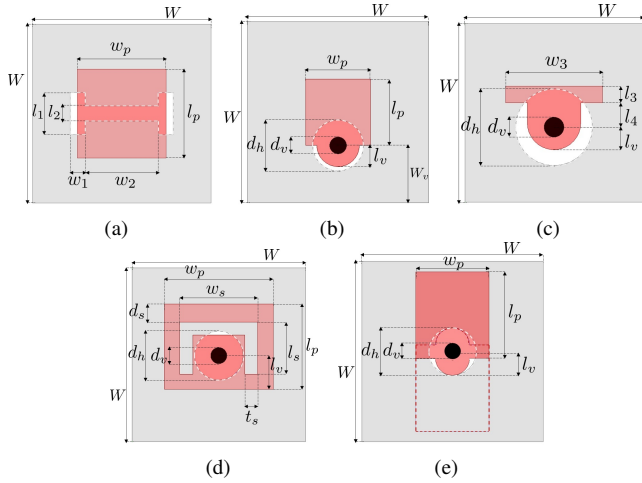 W W W
w_p w_p w_3
W W W
l_1 l_2 l_p l_p l_3
d_h d_v d_h d_v l_4
l_v W_v l_v
w_1 w_2
(a) (b) (c)
W W
w_p w_p
w_s
d_s
W d_h l_p W l_p
d_v l_s d_h d_v
l_v l_v
t_s
(d) (e)